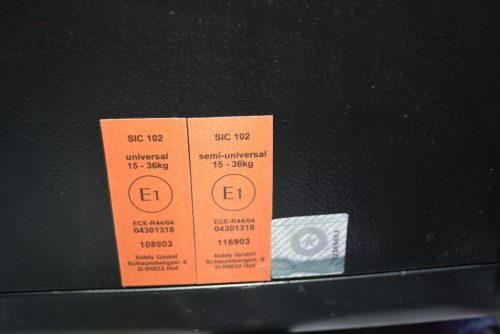 SIC 102
universal
15 - 36kg
E1
ECE-R44/04
04301318
108903
kiddy GmbH
Schaumbergstr. 8
D-95032 Hof
SIC 102
semi-universal
15 - 36kg
E1
ECE-R44/04
04301318
116903
kiddy GmbH
Schaumbergstr. 8
D-95032 Hof